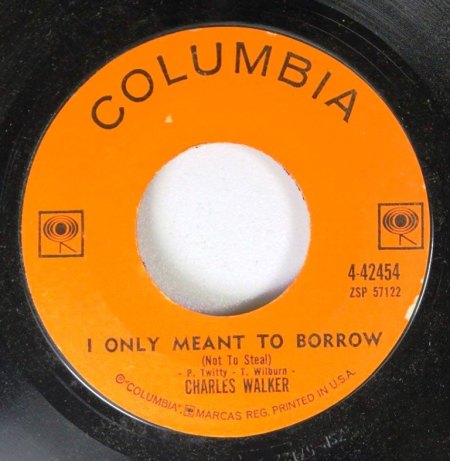 COLUMBIA
4-42454
ZSP 57122
I ONLY MEANT TO BORROW
(Not To Steal)
- P. Twitty - T. Wilburn -
CHARLES WALKER
® "COLUMBIA", MARCAS REG. PRINTED IN U.S.A.